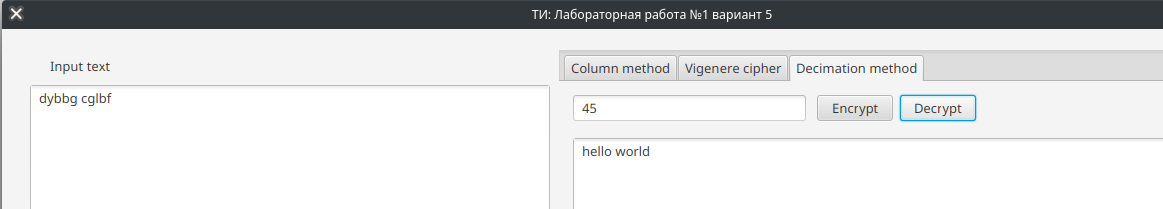 ТИ: Лабораторная работа №1 вариант 5
Input text
Column method Vigenere cipher Decimation method
dybbg cglbf
45 Encrypt Decrypt
hello world